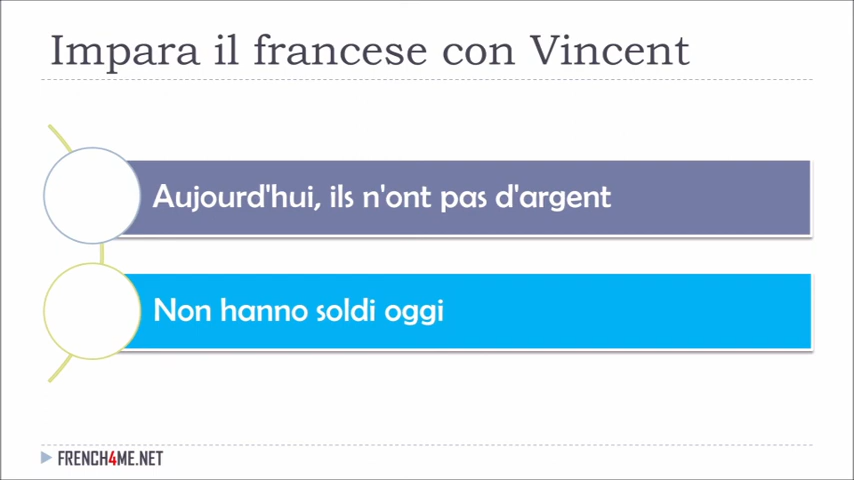 Impara il francese con Vincent
Aujourd'hui, ils n'ont pas d'argent
Non hanno soldi oggi
FRENCH4ME.NET